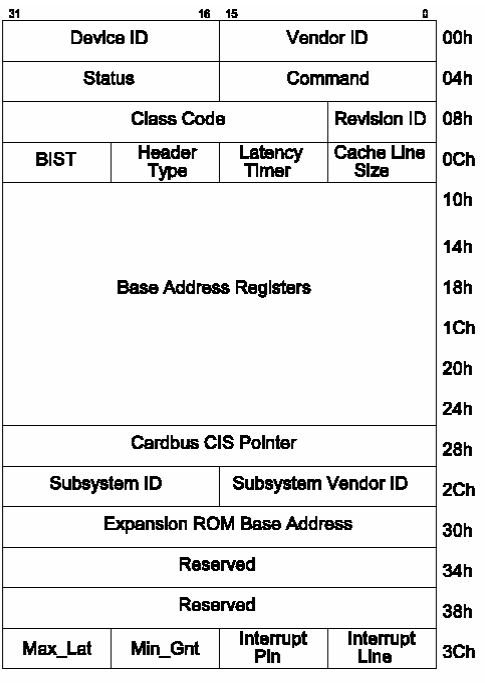 31 16 15 0
Device ID Vendor ID 00h
Status Command 04h
Class Code Revision ID 08h
BIST Header Type Latency Timer Cache Line Size 0Ch
10h
14h
Base Address Registers 18h
1Ch
20h
24h
Cardbus CIS Pointer 28h
Subsystem ID Subsystem Vendor ID 2Ch
Expansion ROM Base Address 30h
Reserved 34h
Reserved 38h
Max_Lat Min_Gnt Interrupt Pin Interrupt Line 3Ch